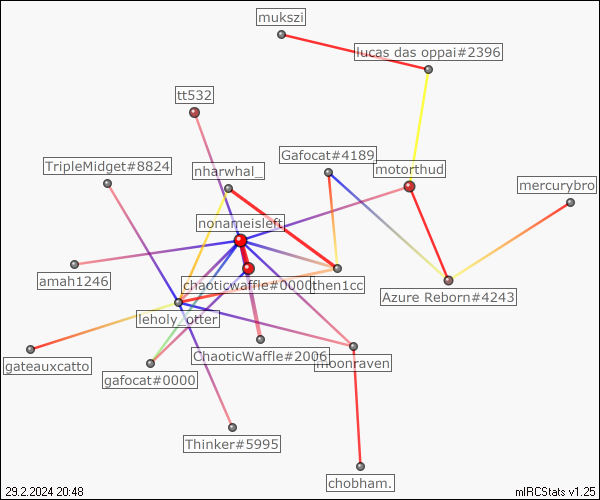 mukszi
lucas das oppai#2396
tt532
Gafocat#4189
TripleMidget#8824
nharwhal_
motorthud
mercurybro
nonameisleft
amah1246
chaoticwaffle#0000
then1cc
Azure Reborn#4243
leholy_otter
ChaoticWaffle#2006
moonraven
gateauxcatto
gafocat#0000
Thinker#5995
chobham.
29.2.2024 20:48
mIRCStats v1.25